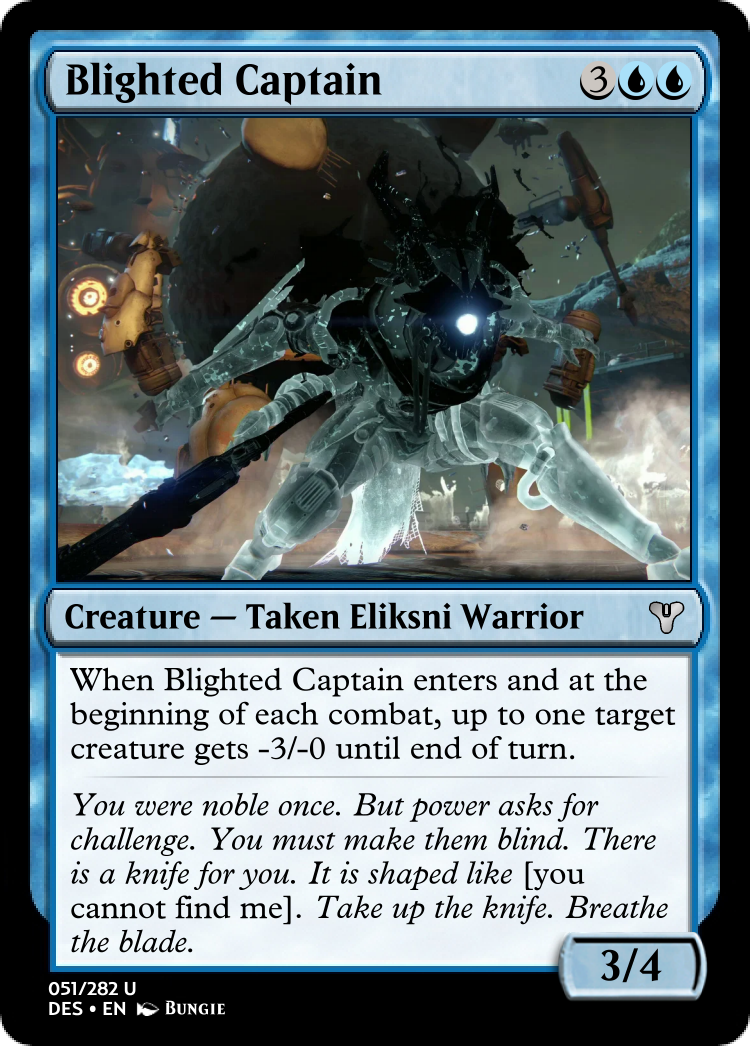 Blighted Captain 3
Creature — Taken Eliksni Warrior
When Blighted Captain enters and at the
beginning of each combat, up to one target
creature gets -3/-0 until end of turn.
You were noble once. But power asks for
challenge. You must make them blind. There
is a knife for you. It is shaped like [you
cannot find me]. Take up the knife. Breathe
the blade.
3/4
051/282 U
DES • EN Bungie